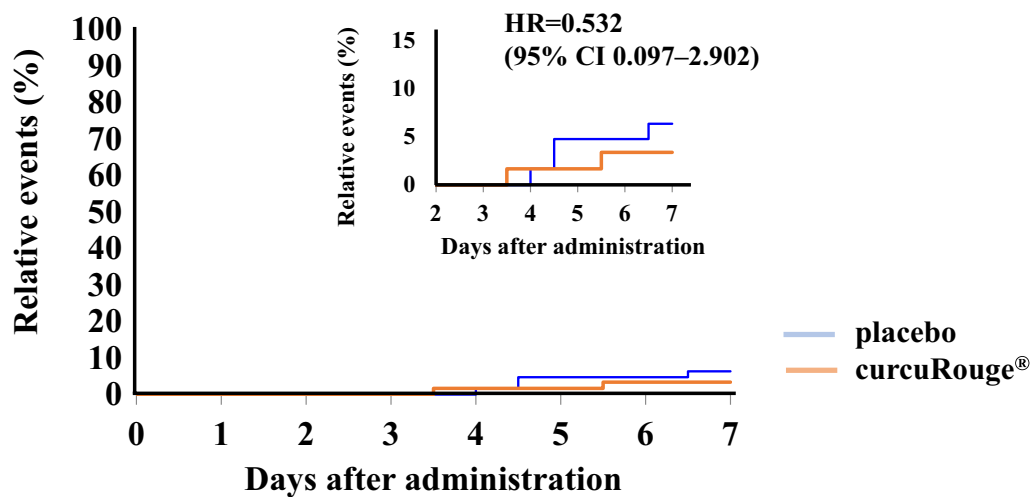 HR=0.532
(95% CI 0.097–2.902)
Relative events (%)
15
10
5
0
2 3 4 5 6 7
Days after administration
Relative events (%)
100
90
80
70
60
50
40
30
20
10
0
0 1 2 3 4 5 6 7
Days after administration
placebo
curcuRouge®